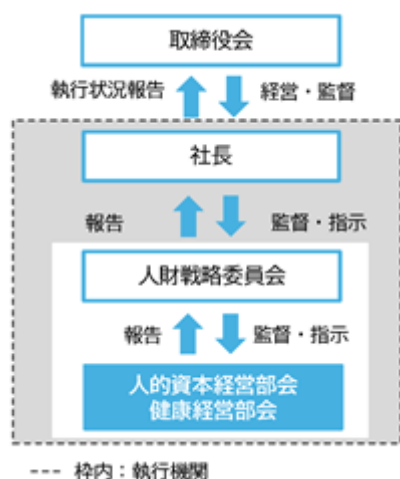 取締役会
執行状況報告 経営・監督
社長
報告 監督・指示
人財戦略委員会
報告 監督・指示
人的資本経営部会
健康経営部会
--- 枠内：執行機関